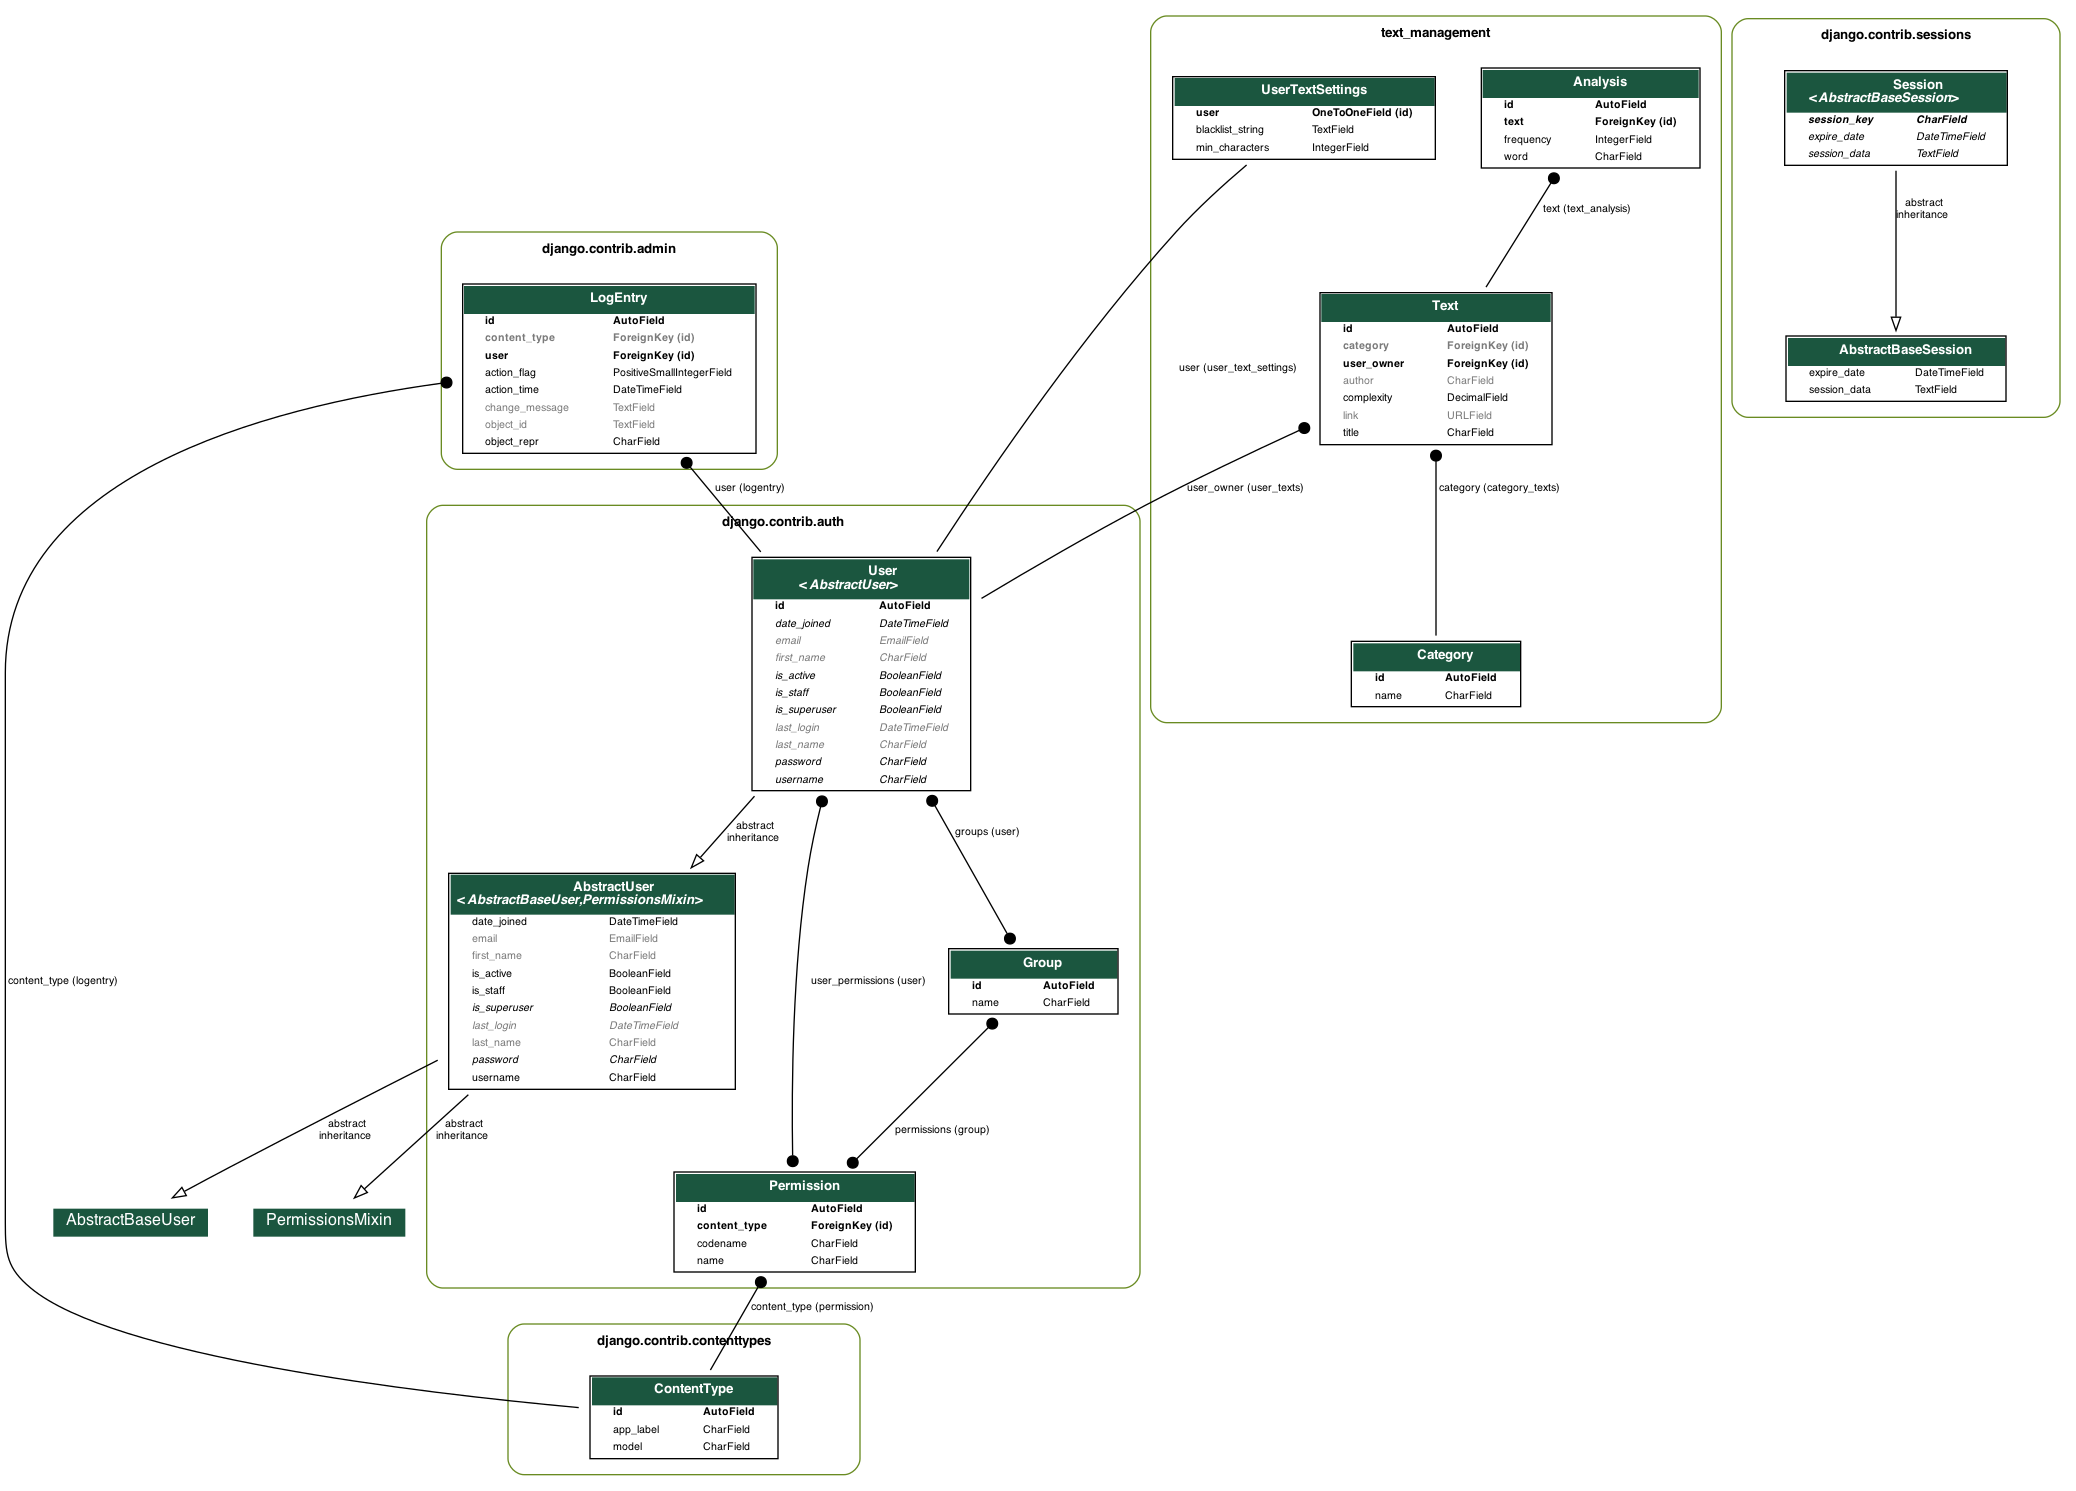 text_management
UserTextSettings
user OneToOneField (id)
blacklist_string TextField
min_characters IntegerField
Analysis
id AutoField
text ForeignKey (id)
frequency IntegerField
word CharField
text (text_analysis)
user (user_text_settings)
Text
id AutoField
category ForeignKey (id)
user_owner ForeignKey (id)
author CharField
complexity DecimalField
link URLField
title CharField
user_owner (user_texts)
category (category_texts)
Category
id AutoField
name CharField
django.contrib.sessions
Session
<AbstractBaseSession>
session_key CharField
expire_date DateTimeField
session_data TextField
abstract
inheritance
AbstractBaseSession
expire_date DateTimeField
session_data TextField
django.contrib.admin
LogEntry
id AutoField
content_type ForeignKey (id)
user ForeignKey (id)
action_flag PositiveSmallIntegerField
action_time DateTimeField
change_message TextField
object_id TextField
object_repr CharField
user (logentry)
django.contrib.auth
User
<AbstractUser>
id AutoField
date_joined DateTimeField
email EmailField
first_name CharField
is_active BooleanField
is_staff BooleanField
is_superuser BooleanField
last_login DateTimeField
last_name CharField
password CharField
username CharField
abstract
inheritance
groups (user)
AbstractUser
<AbstractBaseUser,PermissionsMixin>
date_joined DateTimeField
email EmailField
first_name CharField
is_active BooleanField
is_staff BooleanField
is_superuser BooleanField
last_login DateTimeField
last_name CharField
password CharField
username CharField
content_type (logentry)
user_permissions (user)
Group
id AutoField
name CharField
abstract
inheritance
abstract
inheritance
permissions (group)
AbstractBaseUser
PermissionsMixin
Permission
id AutoField
content_type ForeignKey (id)
codename CharField
name CharField
content_type (permission)
django.contrib.contenttypes
ContentType
id AutoField
app_label CharField
model CharField